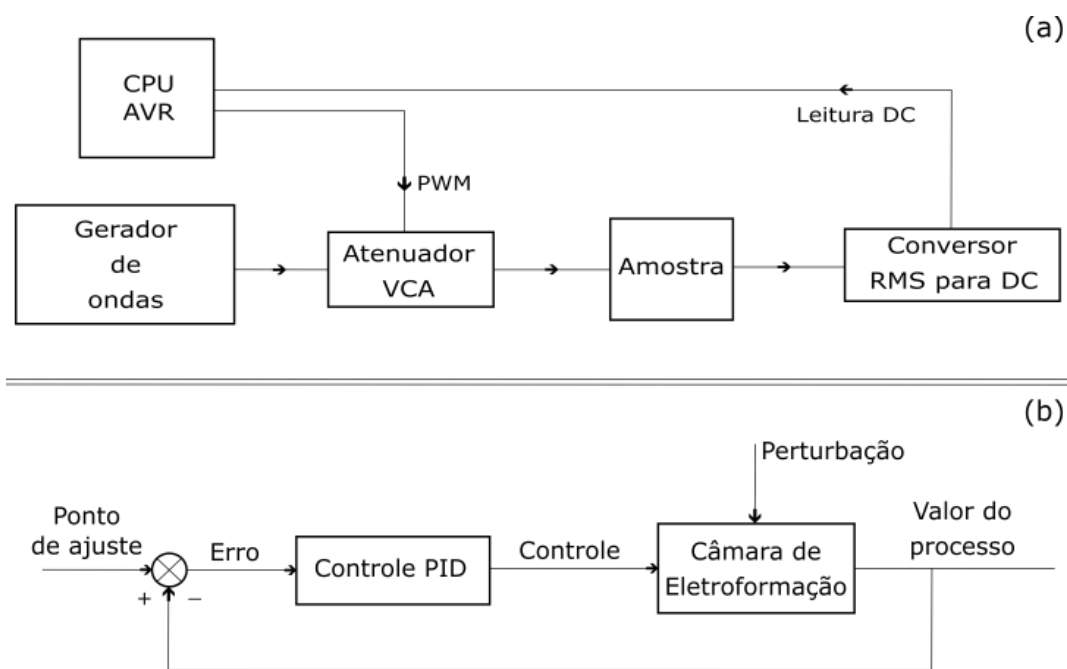 (a)
CPU
AVR
Leitura DC
PWM
Gerador
de
ondas
Atenuador
VCA
Amostra
Conversor
RMS para DC
(b)
Perturbação
Ponto
de ajuste
Erro
Controle PID
Controle
Câmara de
Eletroformação
Valor do
processo
+ −